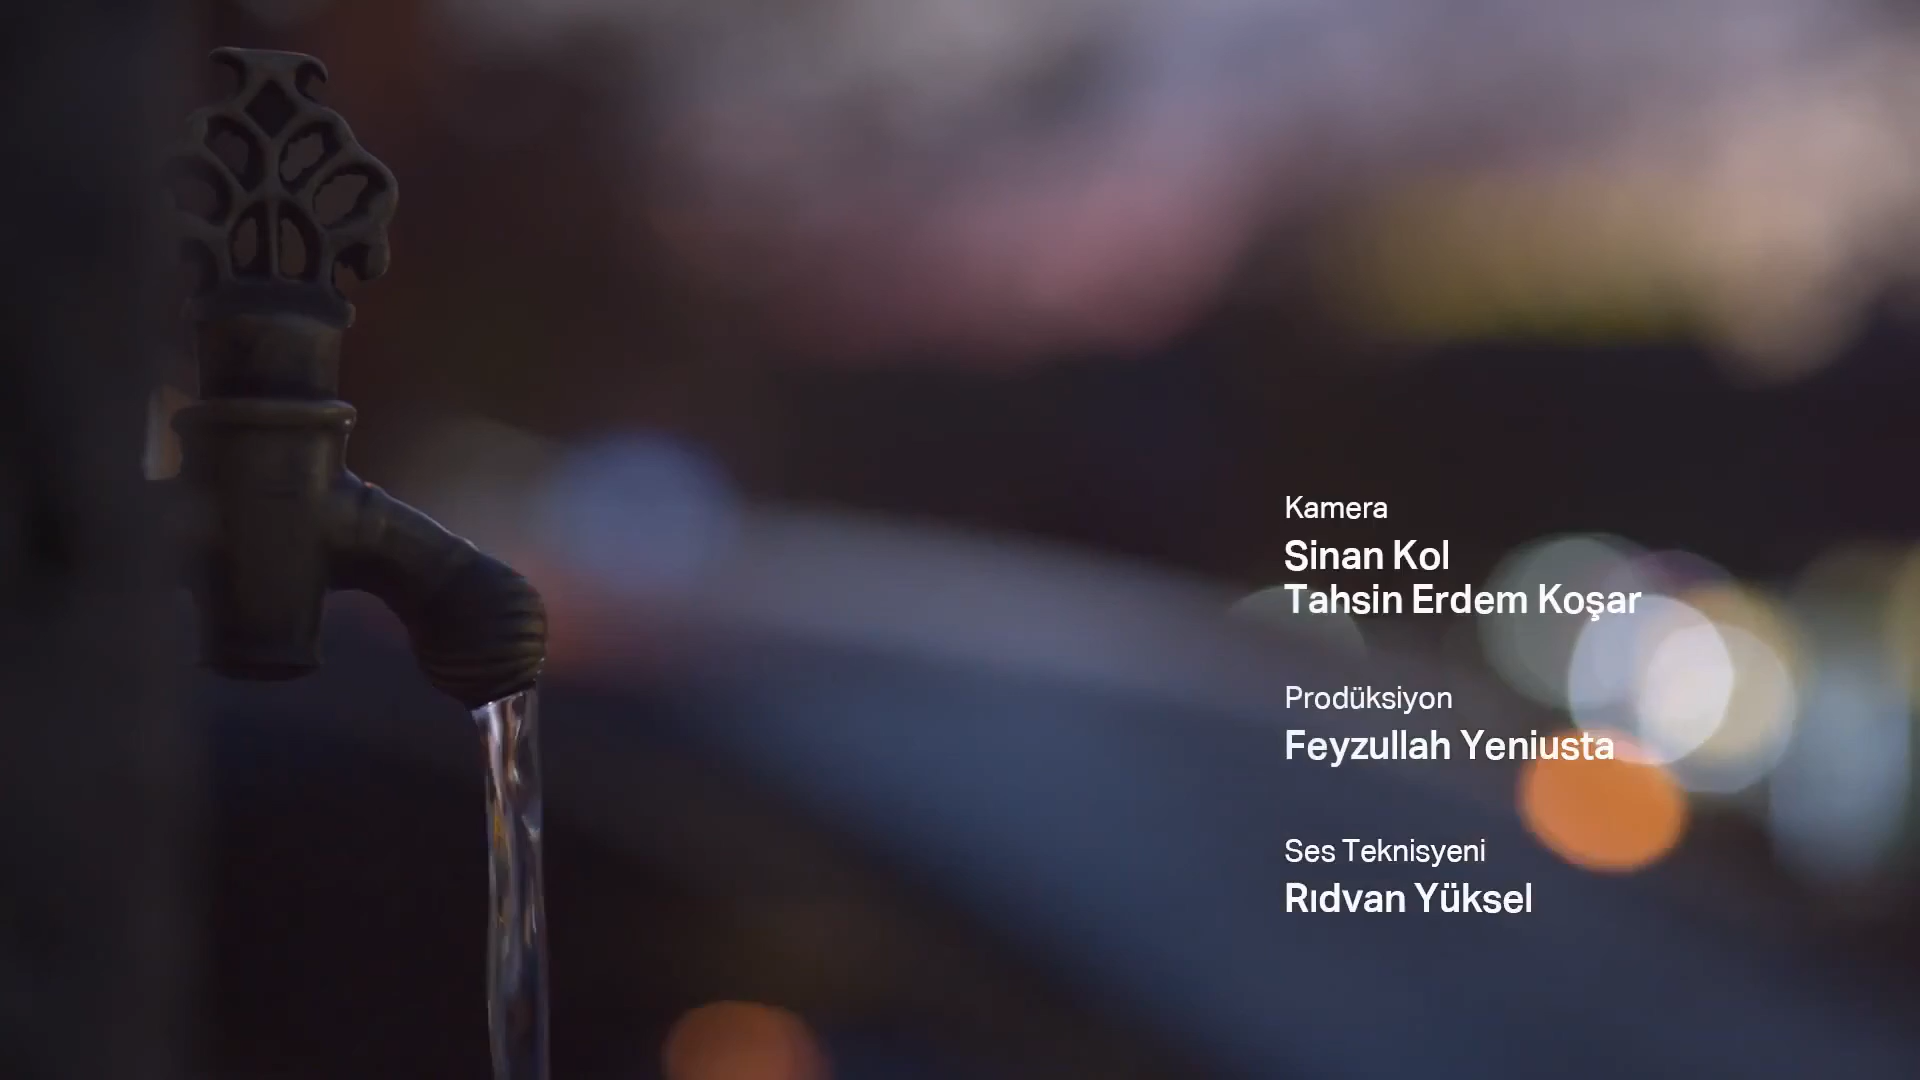 Kamera
Sinan Kol
Tahsin Erdem Koşar
Prodüksiyon
Feyzullah Yeniusta
Ses Teknisyeni
Rıdvan Yüksel